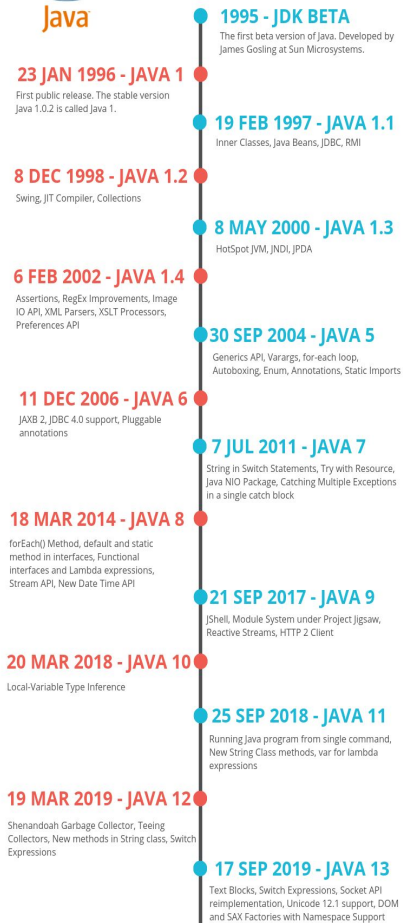 Java
1995 - JDK BETA
The first beta version of Java. Developed by
James Gosling at Sun Microsystems.
23 JAN 1996 - JAVA 1
First public release. The stable version
Java 1.0.2 is called Java 1.
19 FEB 1997 - JAVA 1.1
Inner Classes, Java Beans, JDBC, RMI
8 DEC 1998 - JAVA 1.2
Swing, JIT Compiler, Collections
8 MAY 2000 - JAVA 1.3
HotSpot JVM, JNDI, JPDA
6 FEB 2002 - JAVA 1.4
Assertions, RegEx Improvements, Image
IO API, XML Parsers, XSLT Processors,
Preferences API
30 SEP 2004 - JAVA 5
Generics API, Varargs, for-each loop,
Autoboxing, Enum, Annotations, Static Imports
11 DEC 2006 - JAVA 6
JAXB 2, JDBC 4.0 support, Pluggable
annotations
7 JUL 2011 - JAVA 7
String in Switch Statements, Try with Resource,
Java NIO Package, Catching Multiple Exceptions
in a single catch block
18 MAR 2014 - JAVA 8
forEach() Method, default and static
method in interfaces, Functional
interfaces and Lambda expressions,
Stream API, New Date Time API
21 SEP 2017 - JAVA 9
JShell, Module System under Project Jigsaw,
Reactive Streams, HTTP 2 Client
20 MAR 2018 - JAVA 10
Local-Variable Type Inference
25 SEP 2018 - JAVA 11
Running Java program from single command,
New String Class methods, var for lambda
expressions
19 MAR 2019 - JAVA 12
Shenandoah Garbage Collector, Teeing
Collectors, New methods in String class, Switch
Expressions
17 SEP 2019 - JAVA 13
Text Blocks, Switch Expressions, Socket API
reimplementation, Unicode 12.1 support, DOM
and SAX Factories with Namespace Support